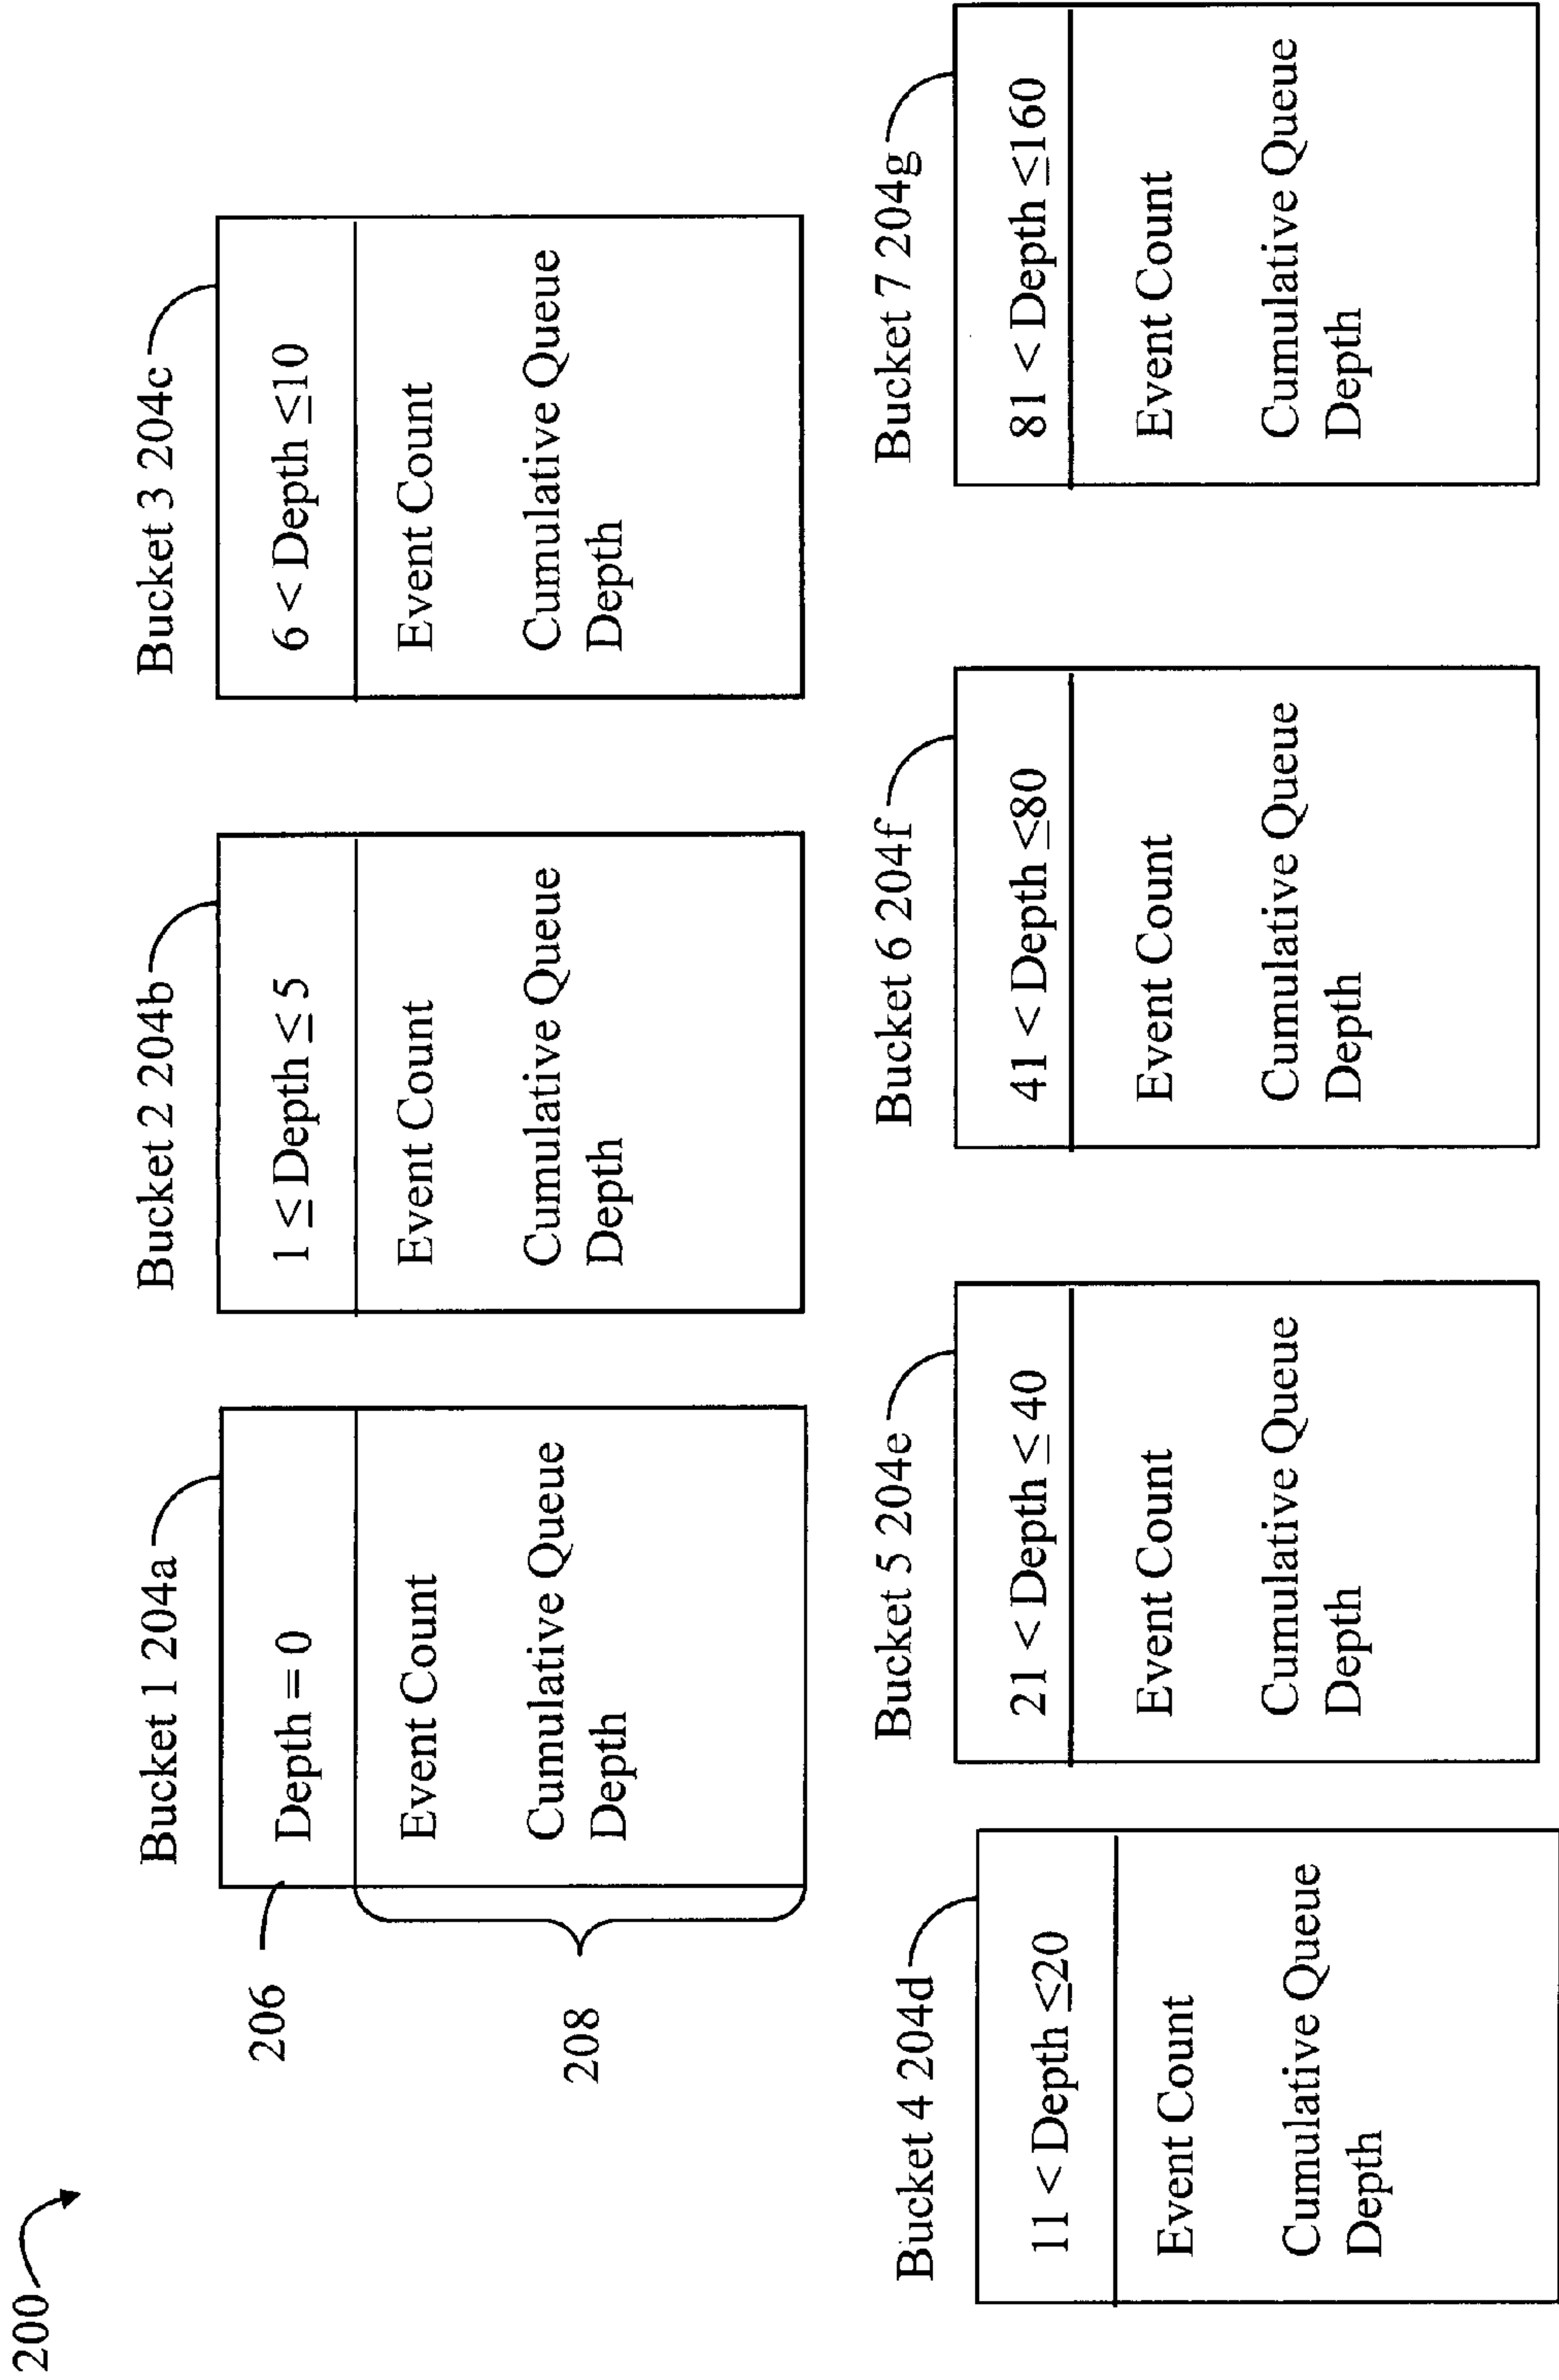 200
Bucket 1 204a
Depth = 0
Event Count
Cumulative Queue
Depth
206
208
Bucket 2 204b
1 ≤ Depth ≤ 5
Event Count
Cumulative Queue
Depth
Bucket 3 204c
6 < Depth ≤10
Event Count
Cumulative Queue
Depth
Bucket 4 204d
11 < Depth ≤20
Event Count
Cumulative Queue
Depth
Bucket 5 204e
21 < Depth ≤ 40
Event Count
Cumulative Queue
Depth
Bucket 6 204f
41 < Depth ≤80
Event Count
Cumulative Queue
Depth
Bucket 7 204g
81 < Depth ≤160
Event Count
Cumulative Queue
Depth